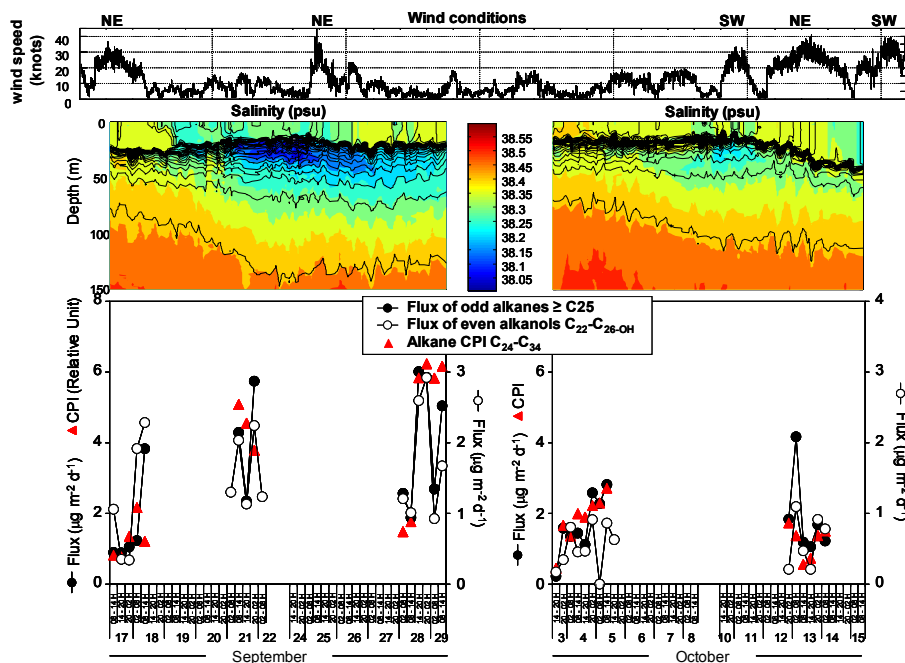 NE NE Wind conditions SW NE SW
wind speed
(knots)
40
30
20
10
0
Salinity (psu) Salinity (psu)
Depth (m)
0
50
100
150
38.55
38.5
38.45
38.4
38.35
38.3
38.25
38.2
38.15
38.1
38.05
Flux of odd alkanes ≥ C25
Flux of even alkanols C22-C26-OH
Alkane CPI C24-C34
CPI (Relative Unit)
Flux (µg m-2 d-1)
8
6
4
2
0
3
2
1
0
Flux (µg m-2 d-1)
CPI
Flux (µg m-2 d-1)
8
6
4
2
0
4
3
2
1
0
Flux (µg m-2 d-1)
17 18 19 20 21 22 24 25 26 27 28 29
September
3 4 5 6 7 8 10 11 12 13 14 15
October